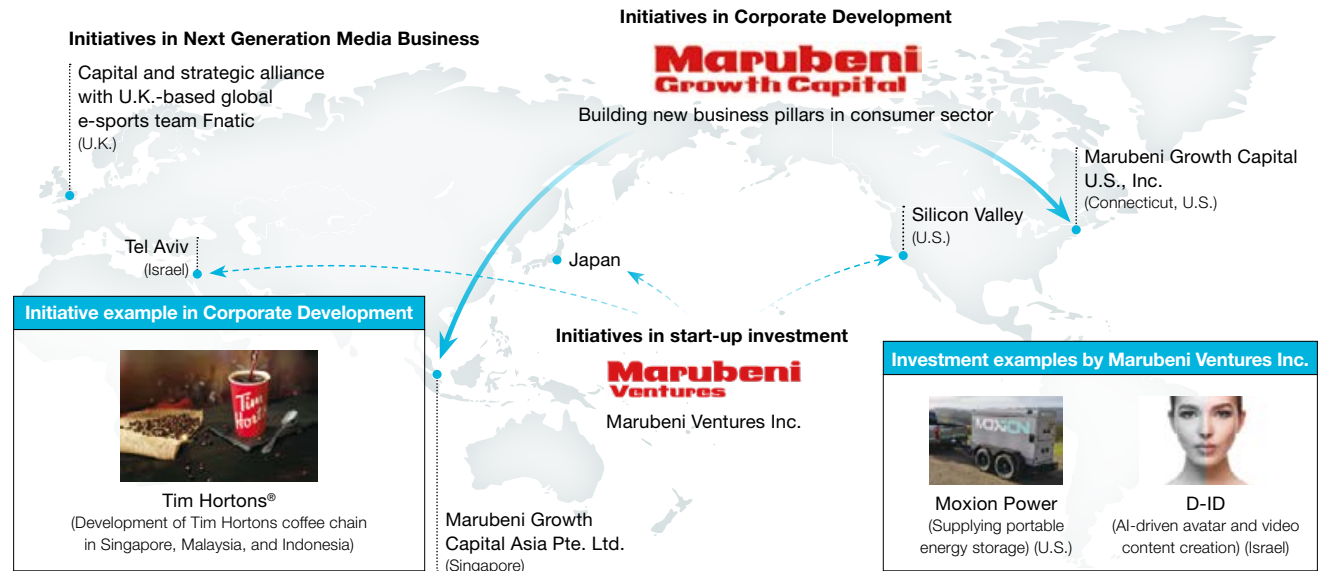 Initiatives in Next Generation Media Business
Capital and strategic alliance
with U.K.-based global
e-sports team Fnatic
(U.K.)
Initiatives in Corporate Development
Marubeni
Growth Capital
Building new business pillars in consumer sector
Marubeni Growth Capital
U.S., Inc.
(Connecticut, U.S.)
Silicon Valley
(U.S.)
Tel Aviv
(Israel)
Japan
Initiative example in Corporate Development
Tim
Horto
Tim Hortons®
(Development of Tim Hortons coffee chain
in Singapore, Malaysia, and Indonesia)
Initiatives in start-up investment
Marubeni
Ventures
Marubeni Ventures Inc.
Marubeni Growth
Capital Asia Pte. Ltd.
(Singapore)
Investment examples by Marubeni Ventures Inc.
MOXION
Moxion Power
(Supplying portable
energy storage) (U.S.)
D-ID
(AI-driven avatar and video
content creation) (Israel)